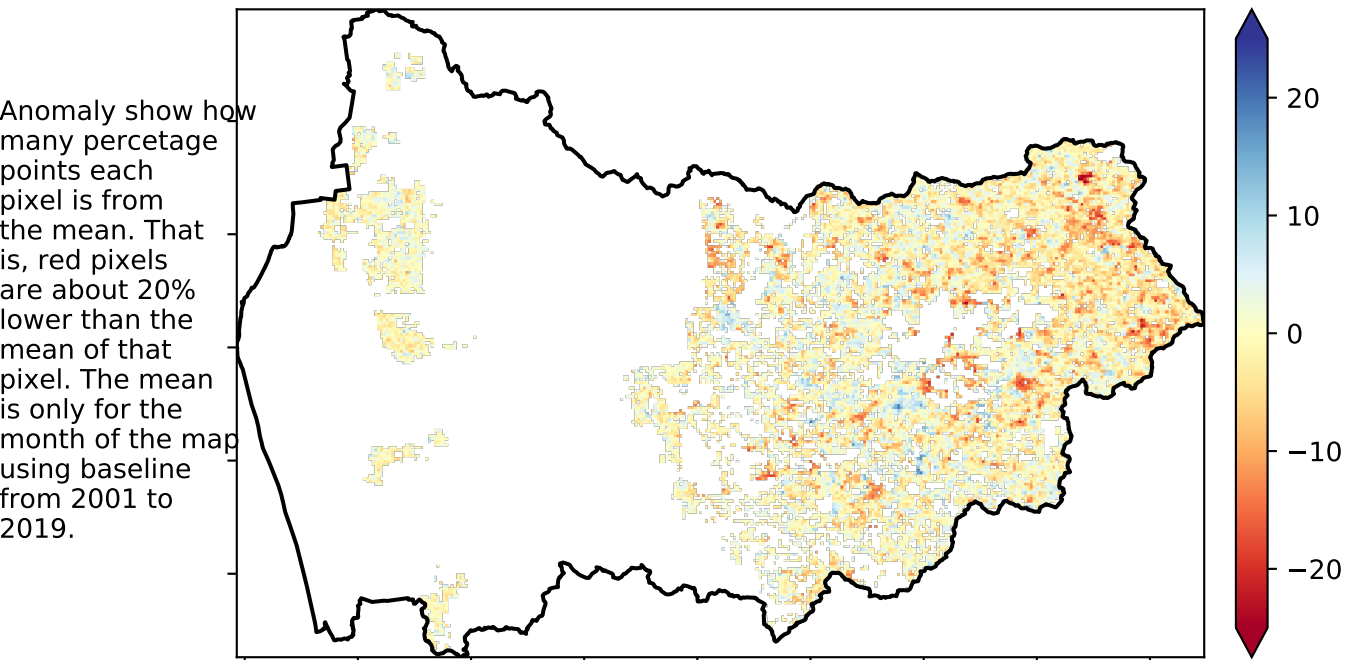 Anomaly show how
many percetage
points each
pixel is from
the mean. That
is, red pixels
are about 20%
lower than the
mean of that
pixel. The mean
is only for the
month of the map
using baseline
from 2001 to
2019.
20
10
0
−10
−20